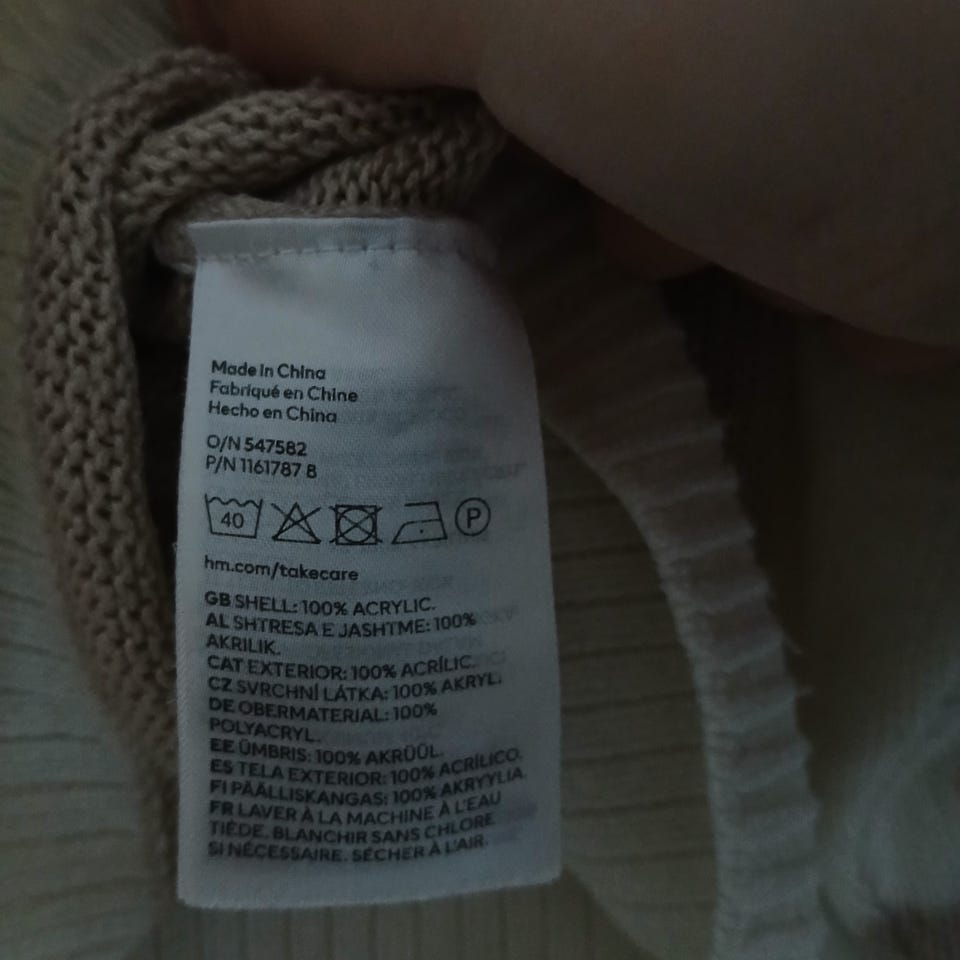 Made in China
Fabriqué en Chine
Hecho en China
O/N 547582
P/N 1161787 8
40 P
hm.com/takecare
GB SHELL: 100% ACRYLIC.
AL SHTRESA E JASHTME: 100%
AKRILIK.
CAT EXTERIOR: 100% ACRÍLIC.
CZ SVRCHNÍ LÁTKA: 100% AKRYL.
DE OBERMATERIAL: 100%
POLYACRYL.
EE ÜMBRIS: 100% AKRÜÜL.
ES TELA EXTERIOR: 100% ACRÍLICO.
FI PÄÄLLISKANGAS: 100% AKRYYLIA.
FR LAVER À LA MACHINE À L'EAU
TIÈDE. BLANCHIR SANS CHLORE
SI NÉCESSAIRE. SÉCHER À L'AIR.